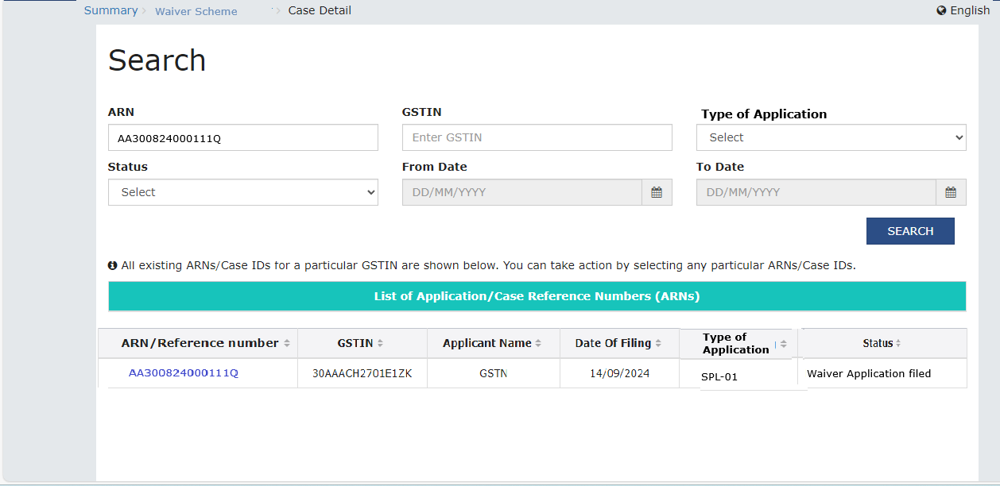 Summary Waiver Scheme Case Detail English
Search
ARN GSTIN Type of Application
AA300824000111Q Enter GSTIN Select
Status From Date To Date
Select DD/MM/YYYY DD/MM/YYYY
SEARCH
All existing ARNs/Case IDs for a particular GSTIN are shown below. You can take action by selecting any particular ARNs/Case IDs.
List of Application/Case Reference Numbers (ARNs)
ARN/Reference number GSTIN Applicant Name Date Of Filing Type of Application Status
AA300824000111Q 30AAACH2701E1ZK GSTN 14/09/2024 SPL-01 Waiver Application filed